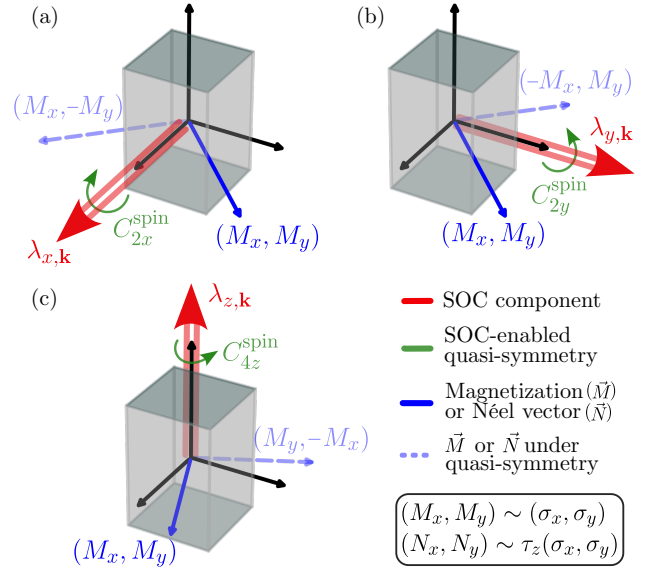 (a)
(M_x,−M_y)
C_{2x}^{spin}
λ_{x,k}
(M_x, M_y)
(b)
(−M_x, M_y)
λ_{y,k}
C_{2y}^{spin}
(M_x, M_y)
(c)
λ_{z,k}
C_{4z}^{spin}
(M_y,−M_x)
(M_x, M_y)
SOC component
SOC-enabled
quasi-symmetry
Magnetization (M⃗)
or Néel vector (N⃗)
M⃗ or N⃗ under
quasi-symmetry
(M_x, M_y) ∼ (σ_x, σ_y)
(N_x, N_y) ∼ τ_z(σ_x, σ_y)